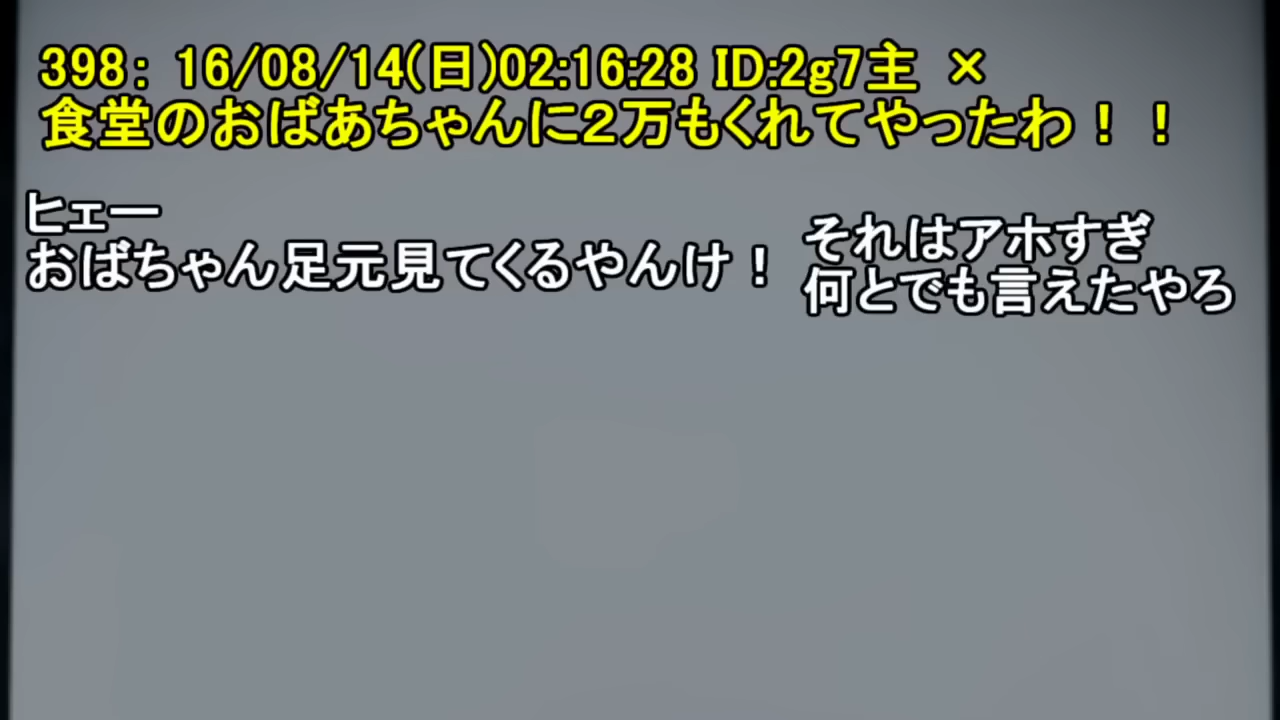 398： 16/08/14(日)02:16:28 ID:2g7主 ×
食堂のおばあちゃんに２万もくれてやったわ！！
ヒェー
おばちゃん足元見てくるやんけ！
それはアホすぎ
何とでも言えたやろ